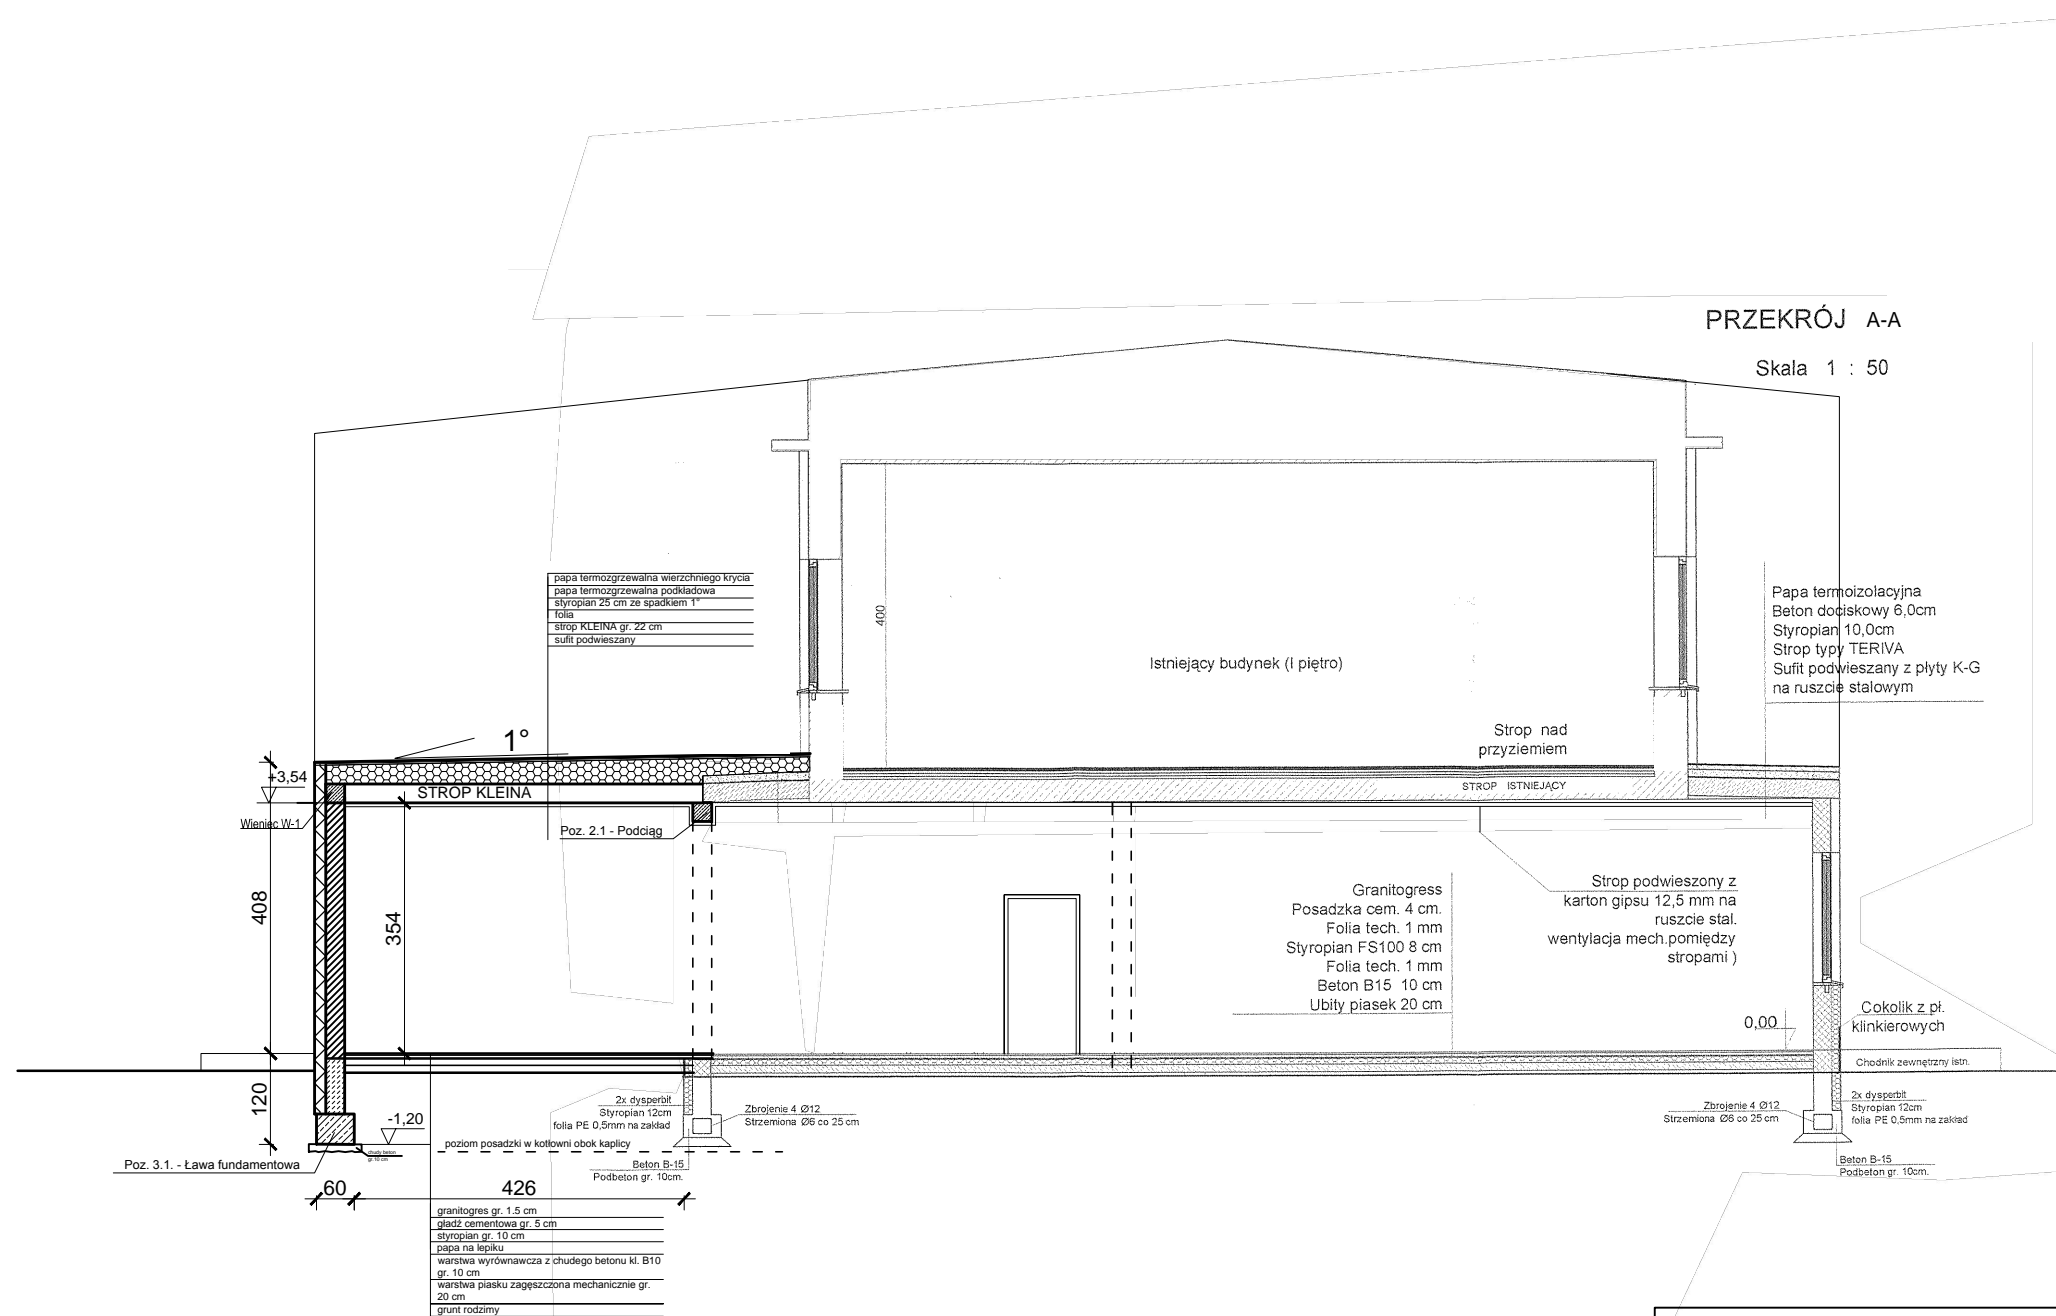 PRZEKRÓJ A-A
Skala 1 : 50
papa termozgrzewalna wierzchniego krycia
papa termozgrzewalna podkładowa
styropian 25 cm ze spadkiem 1°
folia
strop KLEINA gr. 22 cm
sufit podwieszany
400
Istniejący budynek (I piętro)
Papa termoizolacyjna
Beton dociskowy 6,0cm
Styropian 10,0cm
Strop typy TERIVA
Sufit podwieszany z płyty K-G
na ruszcie stalowym
Strop nad
przyziemiem
1°
+3,54
STROP KLEINA
STROP ISTNIEJĄCY
Wieniec W-1
Poz. 2.1 - Podciąg
408
354
Granitogress
Posadzka cem. 4 cm.
Folia tech. 1 mm
Styropian FS100 8 cm
Folia tech. 1 mm
Beton B15 10 cm
Ubity piasek 20 cm
Strop podwieszony z
karton gipsu 12,5 mm na
ruszcie stal.
wentylacja mech.pomiędzy
stropami )
0,00
Cokolik z pł.
klinkierowych
Chodnik zewnętrzny istn.
120
-1,20
2x dysperbit
Styropian 12cm
folia PE 0,5mm na zakład
Zbrojenie 4 Ø12
Strzemiona Ø6 co 25 cm
Zbrojenie 4 Ø12
Strzemiona Ø6 co 25 cm
2x dysperbit
Styropian 12cm
folia PE 0,5mm na zakład
poziom posadzki w kotłowni obok kaplicy
chudy beton
gr.10 cm
Poz. 3.1. - Ława fundamentowa
Beton B-15
Podbeton gr. 10cm.
Beton B-15
Podbeton gr. 10cm.
60
426
granitogres gr. 1.5 cm
gładź cementowa gr. 5 cm
styropian gr. 10 cm
papa na lepiku
warstwa wyrównawcza z chudego betonu kl. B10
gr. 10 cm
warstwa piasku zagęszczona mechanicznie gr.
20 cm
grunt rodzimy